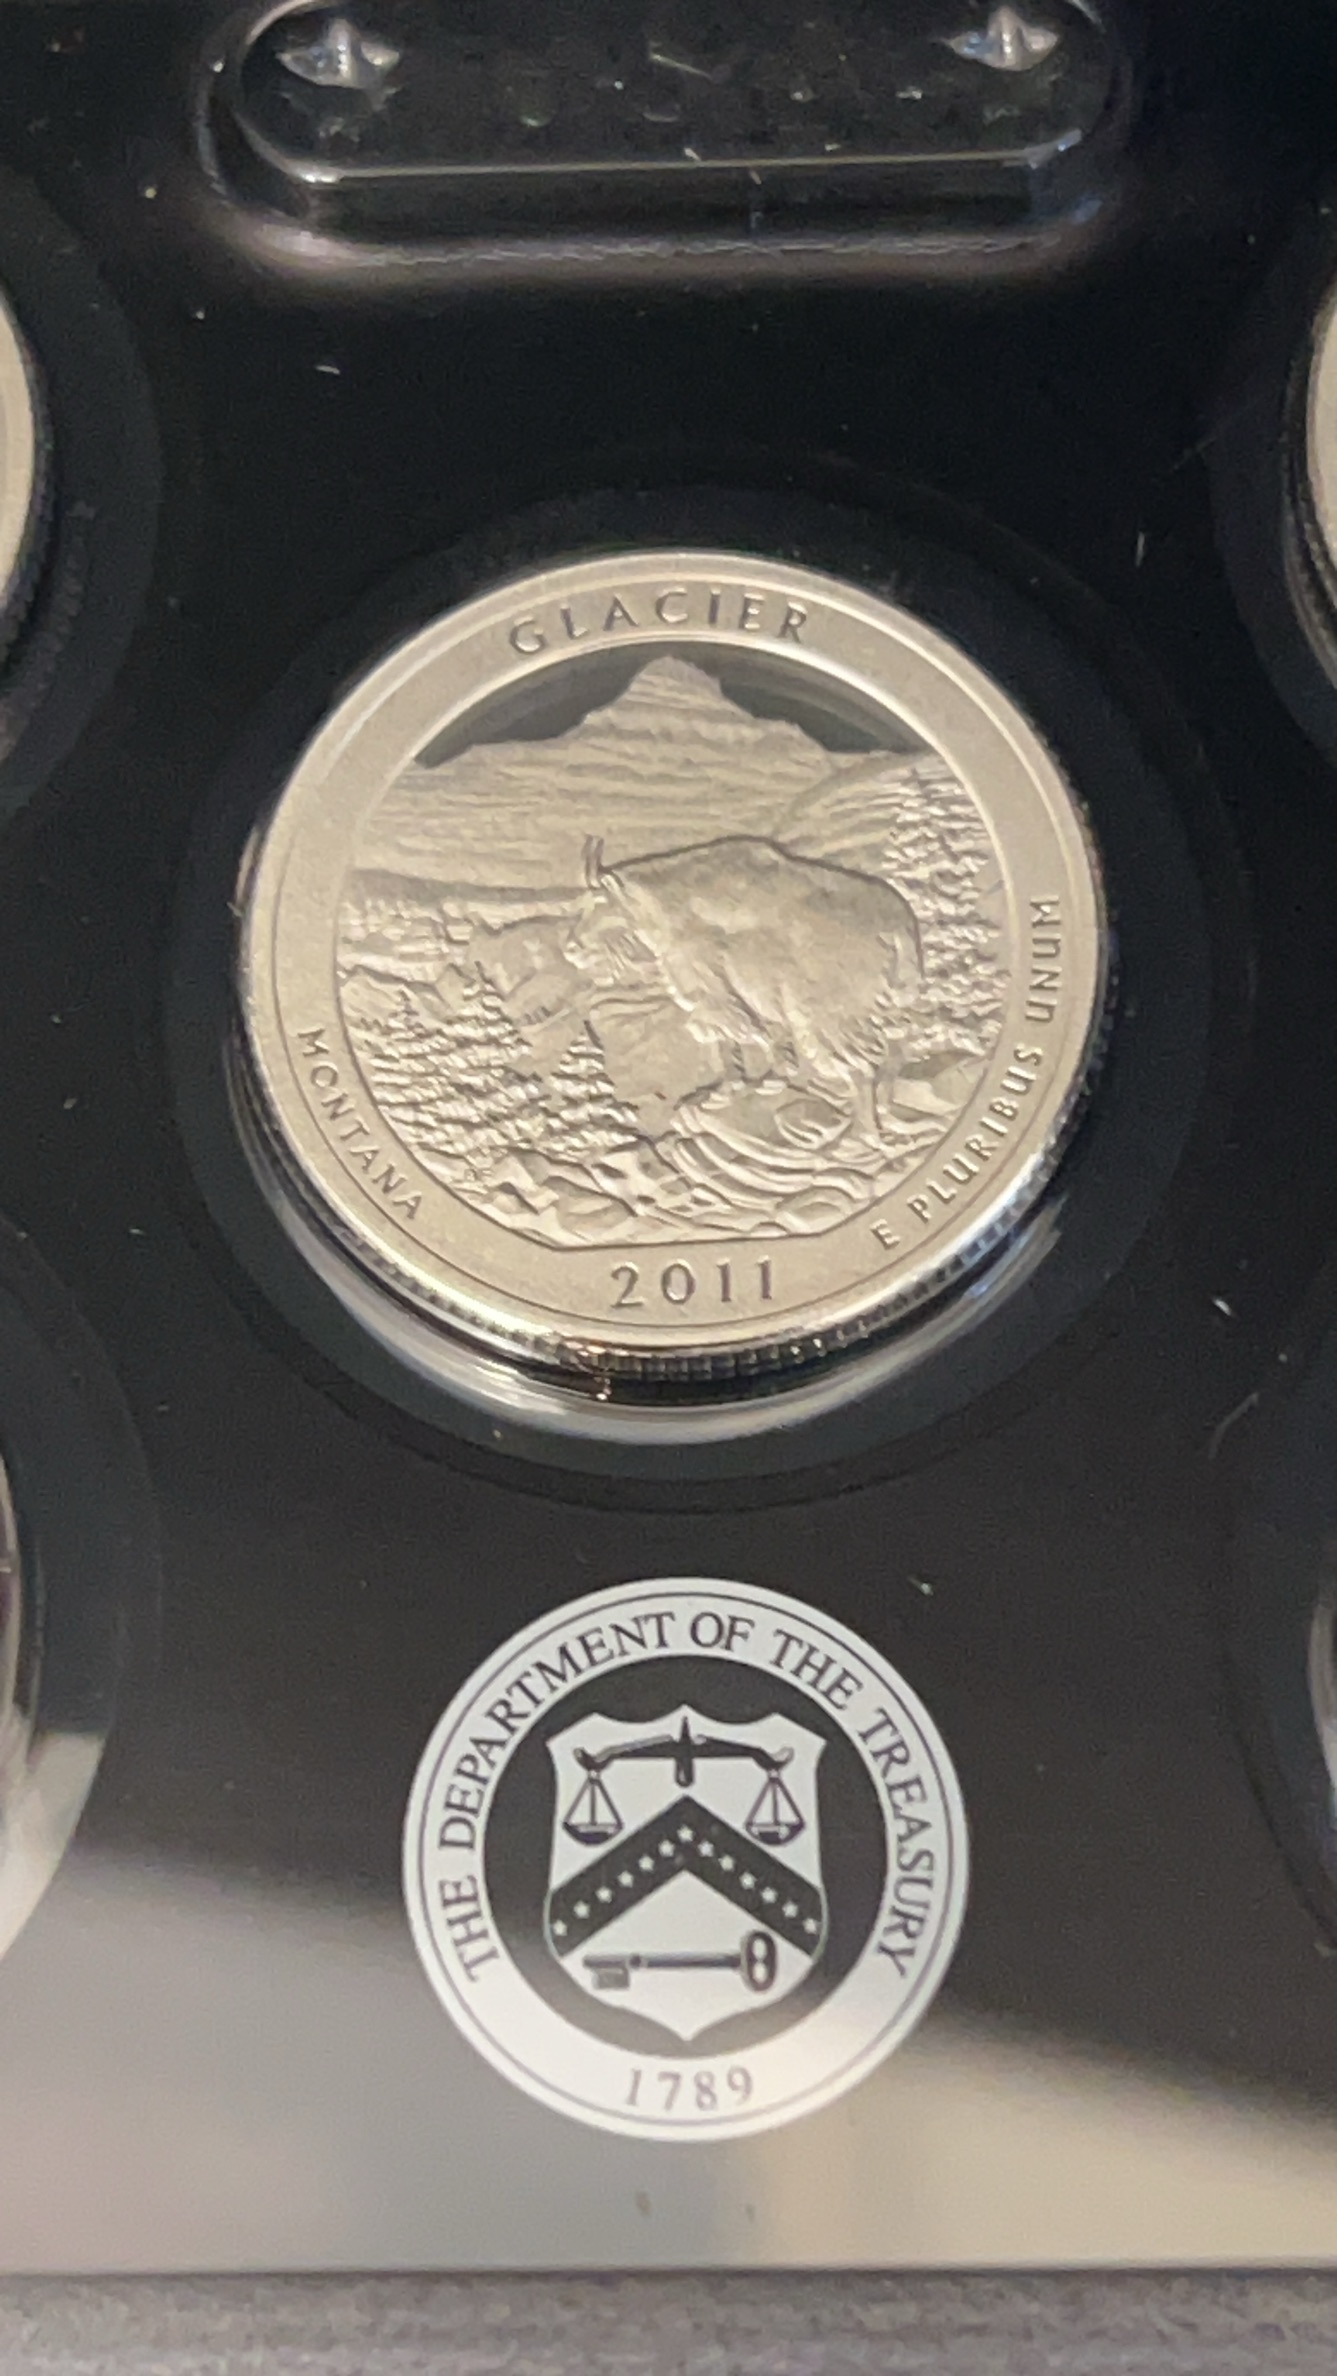 GLACIER
MONTANA
E PLURIBUS UNUM
2011
THE DEPARTMENT OF THE TREASURY
1789